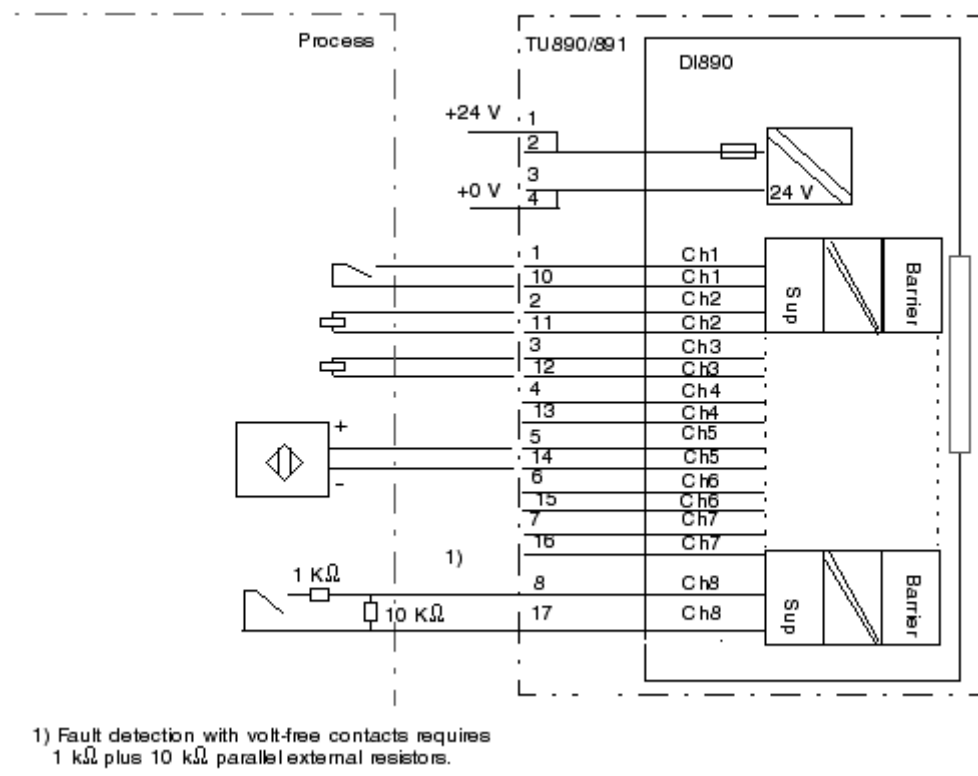 Process
TU890/891
DI890
+24 V
1
2
3
+0 V
4
24 V
1 Ch1
10 Ch1
2 Ch2
11 Ch2
3 Ch3
12 Ch3
4 Ch4
13 Ch4
+
5 Ch5
14 Ch5
-
6 Ch6
15 Ch6
7 Ch7
16 Ch7
Sup
Barrier
1)
1 KΩ
8 Ch8
10 KΩ
17 Ch8
Sup
Barrier
1) Fault detection with volt-free contacts requires
1 kΩ plus 10 kΩ parallel external resistors.